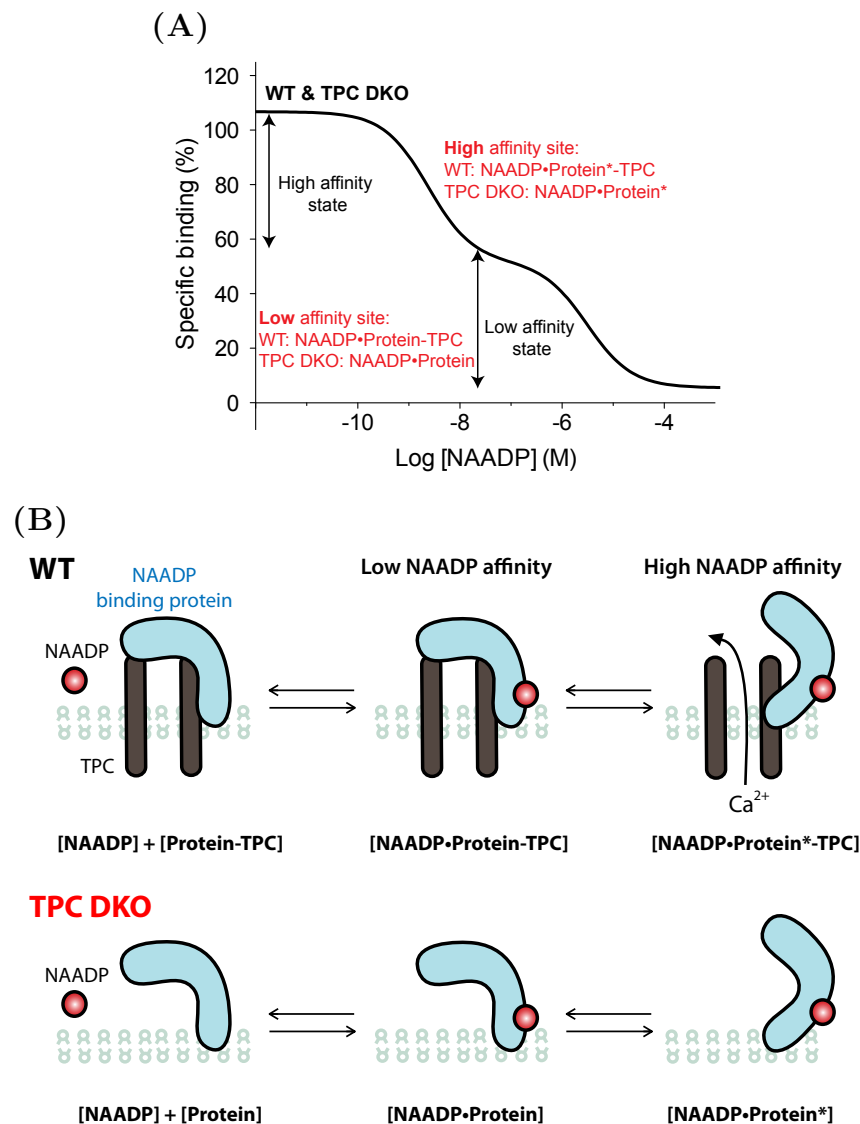 (A)
120
100
80
60
40
20
0
Specific binding (%)
WT & TPC DKO
High affinity
state
High affinity site:
WT: NAADP•Protein*-TPC
TPC DKO: NAADP•Protein*
Low affinity site:
WT: NAADP•Protein-TPC
TPC DKO: NAADP•Protein
Low affinity
state
-10
-8
-6
-4
Log [NAADP] (M)
(B)
WT
NAADP
binding protein
Low NAADP affinity
High NAADP affinity
NAADP
TPC
Ca2+
[NAADP] + [Protein-TPC]
[NAADP•Protein-TPC]
[NAADP•Protein*-TPC]
TPC DKO
NAADP
[NAADP] + [Protein]
[NAADP•Protein]
[NAADP•Protein*]